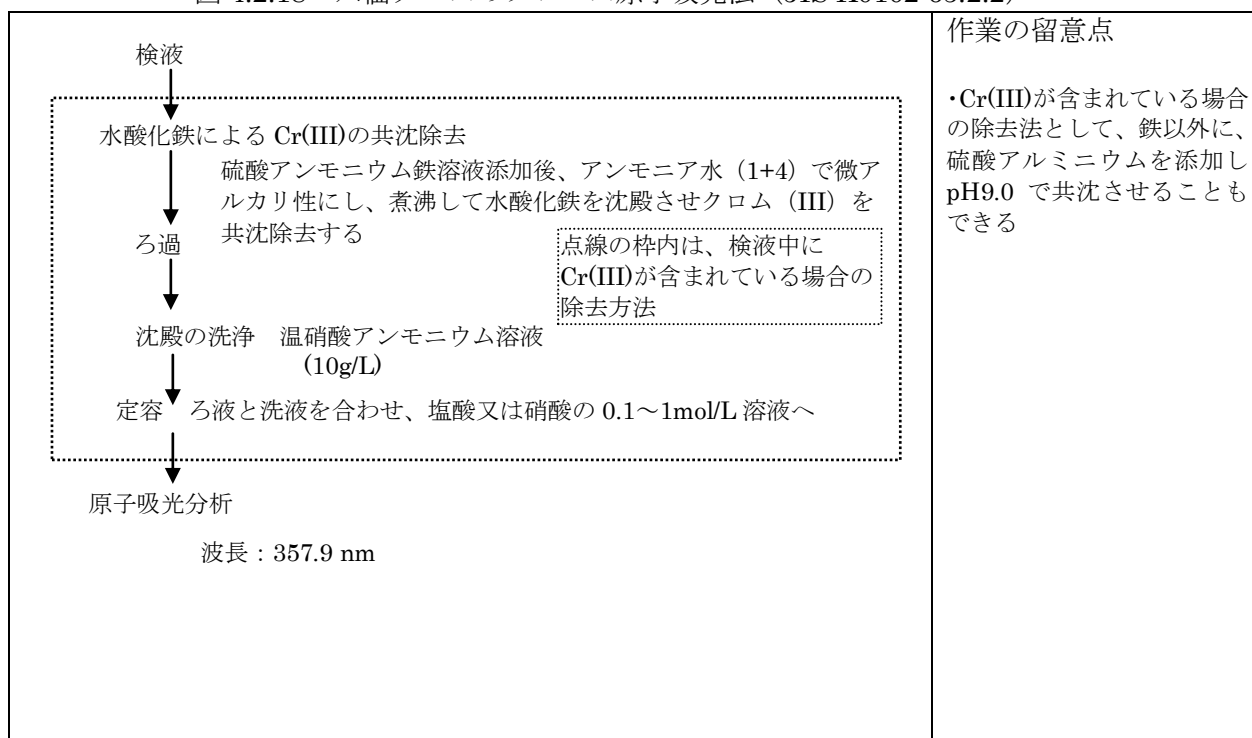 検液
水酸化鉄による Cr(III)の共沈除去
硫酸アンモニウム鉄溶液添加後、アンモニア水（1+4）で微ア
ルカリ性にし、煮沸して水酸化鉄を沈殿させクロム（III）を
共沈除去する
ろ過
点線の枠内は、検液中に
Cr(III)が含まれている場合の
除去方法
沈殿の洗浄　温硝酸アンモニウム溶液
(10g/L)
定容　ろ液と洗液を合わせ、塩酸又は硝酸の 0.1～1mol/L 溶液へ
原子吸光分析
波長：357.9 nm
作業の留意点
・Cr(III)が含まれている場合
の除去法として、鉄以外に、
硫酸アルミニウムを添加し
pH9.0 で共沈させることも
できる